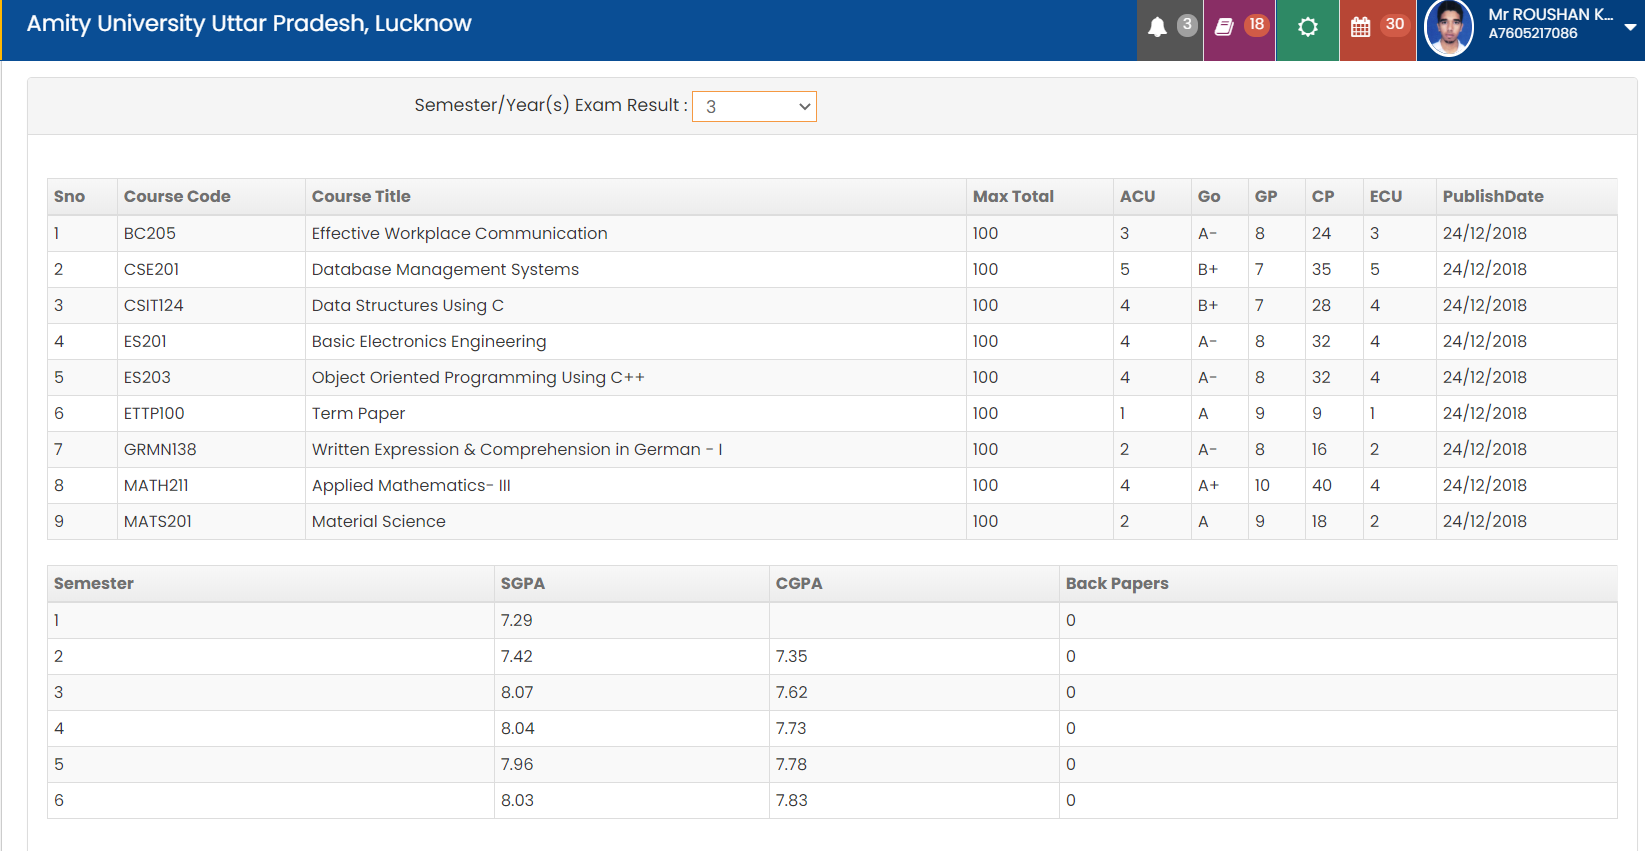 Amity University Uttar Pradesh, Lucknow
3
18
30
Mr ROUSHAN K...
A7605217086
Semester/Year(s) Exam Result : 3
Sno Course Code Course Title Max Total ACU Go GP CP ECU PublishDate
1 BC205 Effective Workplace Communication 100 3 A- 8 24 3 24/12/2018
2 CSE201 Database Management Systems 100 5 B+ 7 35 5 24/12/2018
3 CSIT124 Data Structures Using C 100 4 B+ 7 28 4 24/12/2018
4 ES201 Basic Electronics Engineering 100 4 A- 8 32 4 24/12/2018
5 ES203 Object Oriented Programming Using C++ 100 4 A- 8 32 4 24/12/2018
6 ETTP100 Term Paper 100 1 A 9 9 1 24/12/2018
7 GRMN138 Written Expression & Comprehension in German - I 100 2 A- 8 16 2 24/12/2018
8 MATH211 Applied Mathematics- III 100 4 A+ 10 40 4 24/12/2018
9 MATS201 Material Science 100 2 A 9 18 2 24/12/2018
Semester SGPA CGPA Back Papers
1 7.29 0
2 7.42 7.35 0
3 8.07 7.62 0
4 8.04 7.73 0
5 7.96 7.78 0
6 8.03 7.83 0